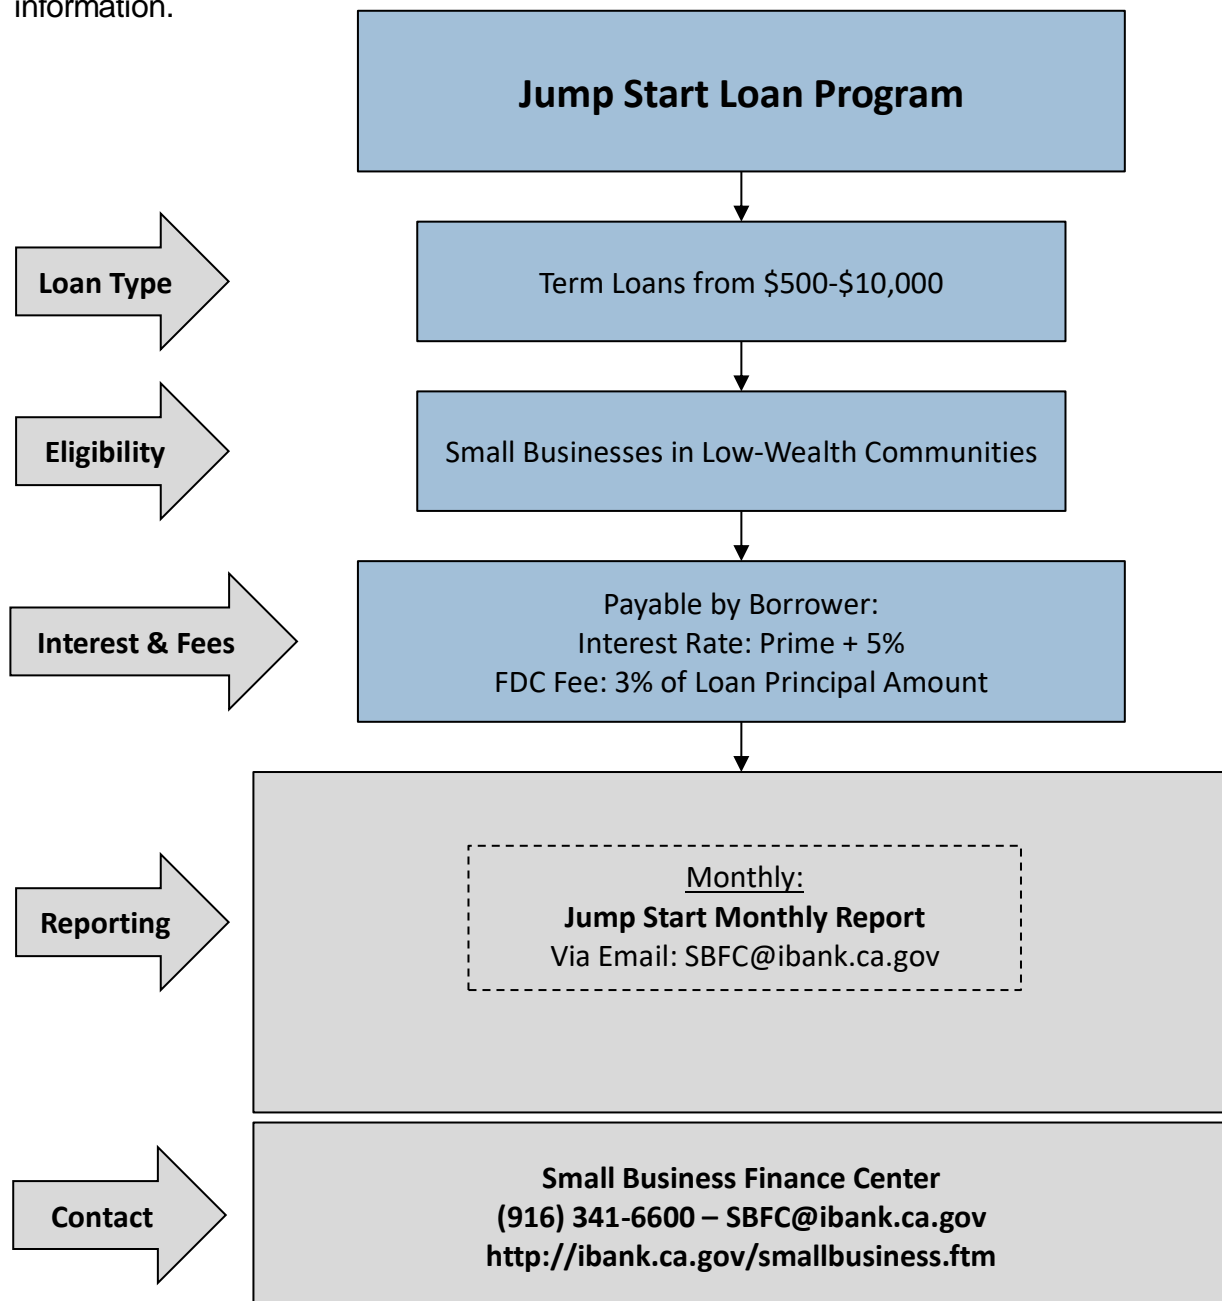 information.
Jump Start Loan Program
Loan Type
Term Loans from $500-$10,000
Eligibility
Small Businesses in Low-Wealth Communities
Interest & Fees
Payable by Borrower:
Interest Rate: Prime + 5%
FDC Fee: 3% of Loan Principal Amount
Reporting
Monthly:
Jump Start Monthly Report
Via Email: SBFC@ibank.ca.gov
Contact
Small Business Finance Center
(916) 341-6600 – SBFC@ibank.ca.gov
http://ibank.ca.gov/smallbusiness.ftm